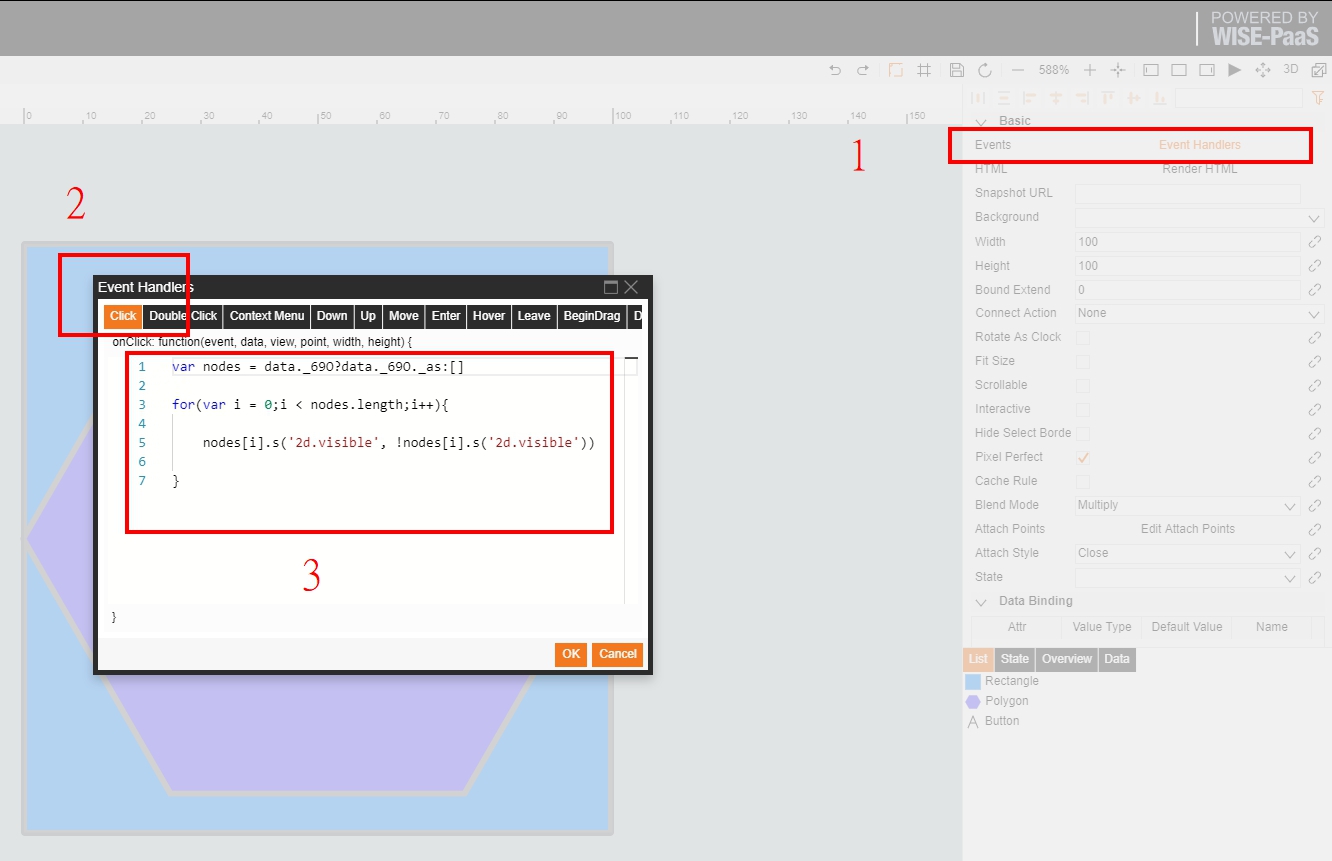 POWERED BY
WISE-PaaS
588%
3D
0 10 20 30 40 50 60 70 80 90 100 110 120 130 140 150
Basic
1
Events Event Handlers
HTML Render HTML
Snapshot URL
2
Background
Width 100
Height 100
Bound Extend 0
Connect Action None
Rotate As Clock
Fit Size
Scrollable
Interactive
Hide Select Borde
Pixel Perfect
Cache Rule
Blend Mode Multiply
Attach Points Edit Attach Points
Attach Style Close
State
Data Binding
Attr Value Type Default Value Name
List State Overview Data
Rectangle
Polygon
Button
Event Handlers
Click Double Click Context Menu Down Up Move Enter Hover Leave BeginDrag D
onClick: function(event, data, view, point, width, height) {
1 var nodes = data._69O?data._69O._as:[]
2
3 for(var i = 0;i < nodes.length;i++){
4
5 nodes[i].s('2d.visible', !nodes[i].s('2d.visible'))
6
7 }
3
}
OK Cancel